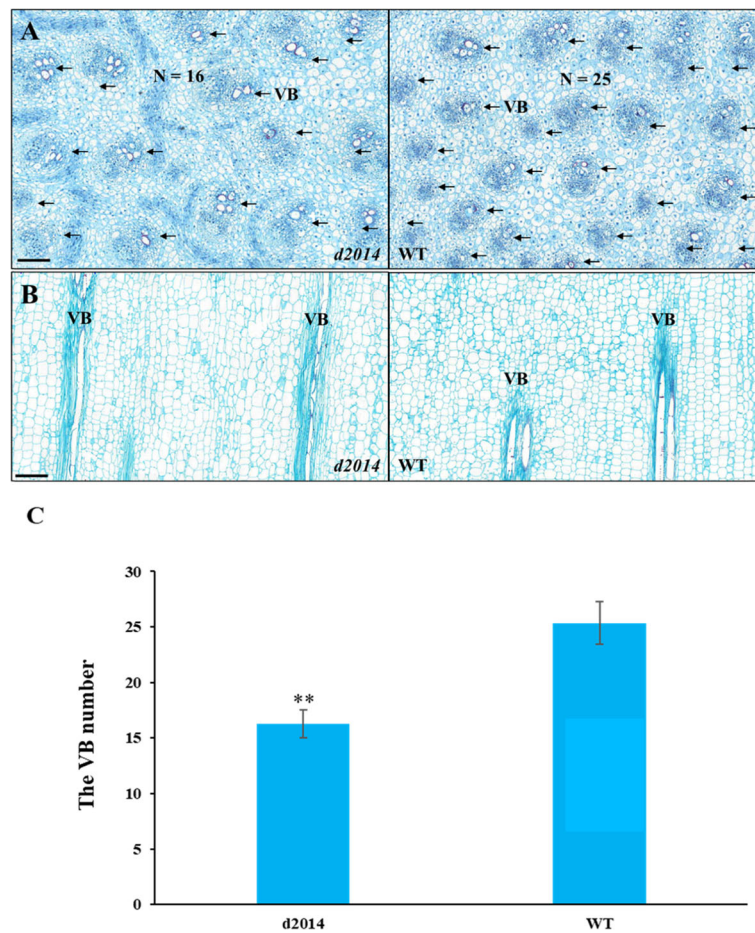 A
N = 16
VB
d2014
N = 25
VB
WT
B
VB
VB
d2014
VB
VB
WT
C
The VB number
30
25
20
15
10
5
0
**
d2014
WT